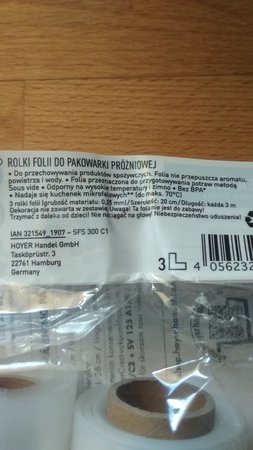 ROLKI FOLII DO PAKOWARKI PRÓŻNIOWEJ
• Do przechowywania produktów spożywczych. Folia nie przepuszcza aromatu,
powietrza i wody. • Folia przeznaczona do przygotowywania potraw metodą
Sous vide • Odporny na wysokie temperatury / zimno • Bez BPA*
• Nadaje się kuchenek mikrofalowych** (do maks. 70°C)
3 rolki folii (grubość materiału: 0,25 mm)/Szerokość: 20 cm/Długość: każda 3 m
Dekoracja nie zawarta w zestawie. Uwaga! Ta folia nie jest do zabawy!
Trzymać z daleka od dzieci! Nie naciągać na głowę! Niebezpieczeństwo uduszenia!
IAN 321549_1907 – SFS 300 C1
HOYER Handel GmbH
Tasköprüstr. 3
22761 Hamburg
Germany
3
4 056232